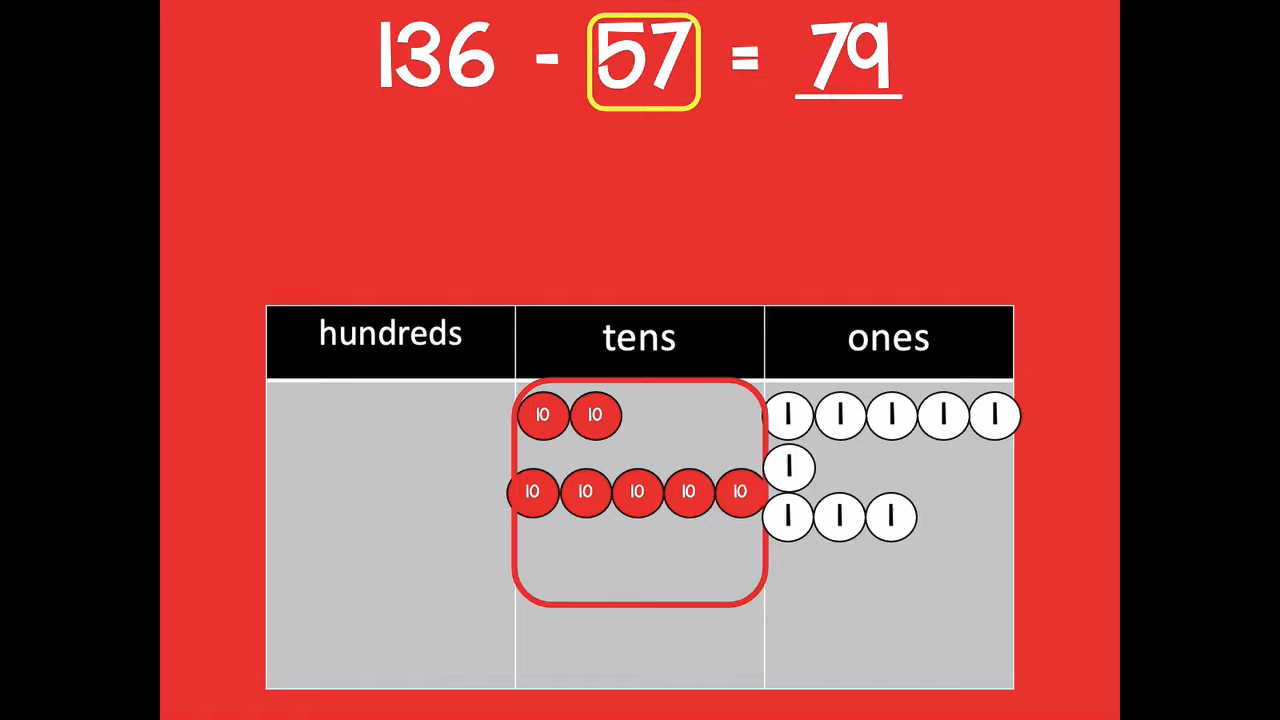 136 - 57 = 79
hundreds tens ones
10 10 1 1 1 1 1
1
10 10 10 10 10 1 1 1